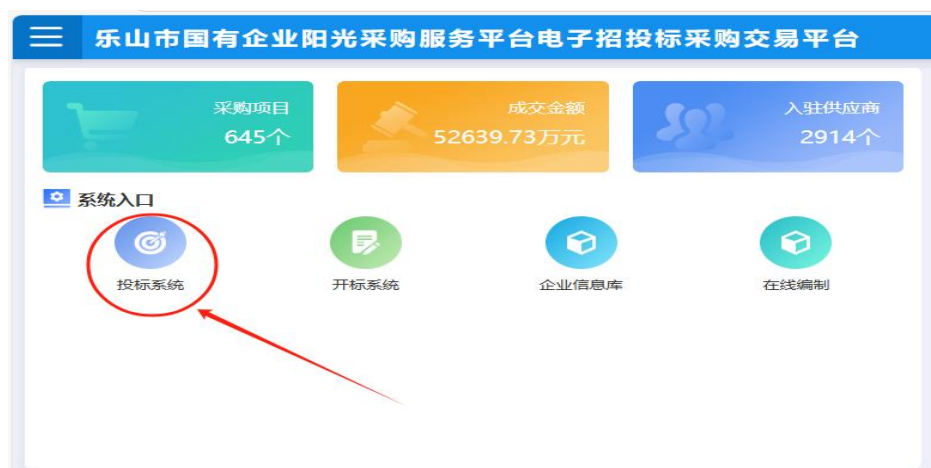 乐山市国有企业阳光采购服务平台电子招投标采购交易平台
采购项目
645个
成交金额
52639.73万元
入驻供应商
2914个
系统入口
投标系统
开标系统
企业信息库
在线编制